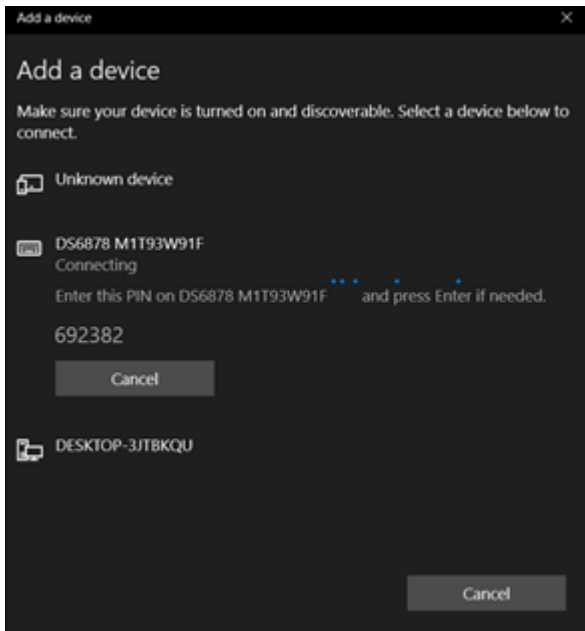 Add a device
Add a device
Make sure your device is turned on and discoverable. Select a device below to
connect.
Unknown device
DS6878 M1T93W91F
Connecting
Enter this PIN on DS6878 M1T93W91F and press Enter if needed.
692382
Cancel
DESKTOP-3JTBKQU
Cancel